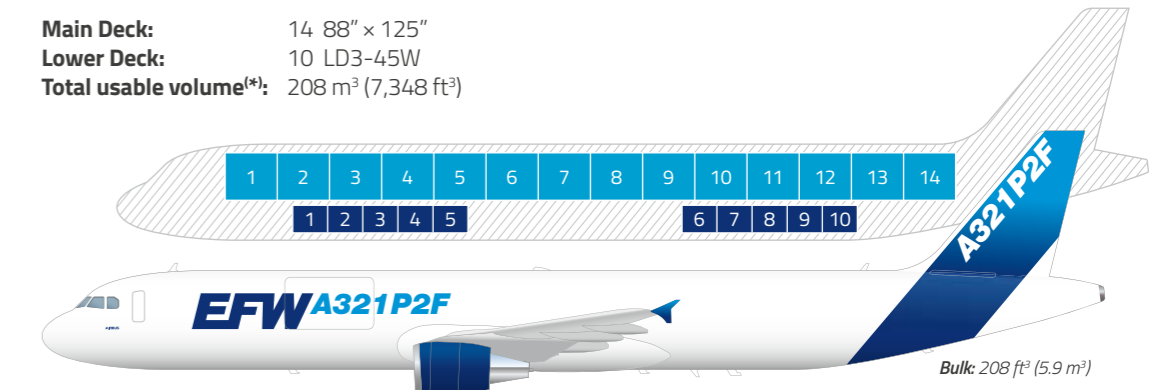 Main Deck: 14 88” × 125”
Lower Deck: 10 LD3-45W
Total usable volume(*): 208 m³ (7,348 ft³)
1 2 3 4 5 6 7 8 9 10 11 12 13 14
1 2 3 4 5 6 7 8 9 10
A321P2F
EFW A321P2F
Bulk: 208 ft³ (5.9 m³)